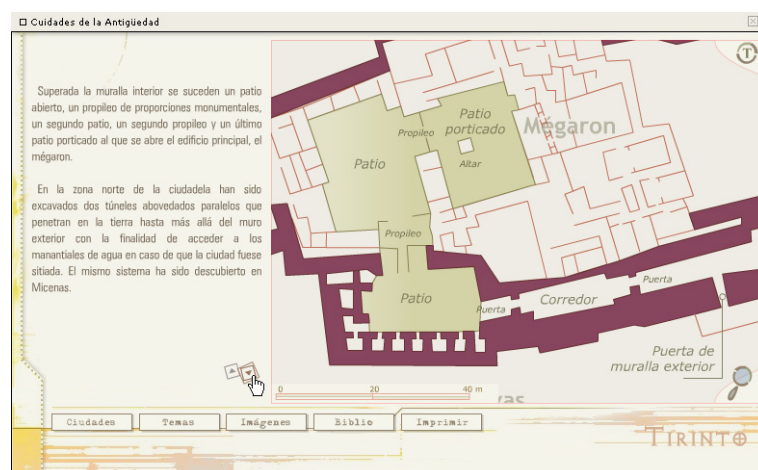 Cuidades de la Antigüedad
Superada la muralla interior se suceden un patio
abierto, un propileo de proporciones monumentales,
un segundo patio, un segundo propileo y un último
patio porticado al que se abre el edificio principal, el
mégaron.
En la zona norte de la ciudadela han sido
excavados dos túneles abovedados paralelos que
penetran en la tierra hasta más allá del muro
exterior con la finalidad de acceder a los
manantiales de agua en caso de que la ciudad fuese
sitiada. El mismo sistema ha sido descubierto en
Micenas.
T
Patio
porticado
Mégaron
Propileo
Patio
Altar
Propileo
Patio
Puerta
Corredor
Puerta
Puerta de
muralla exterior
0 20 40 m
vas
Ciudades
Temas
Imágenes
Biblio
Imprimir
TIRINTO